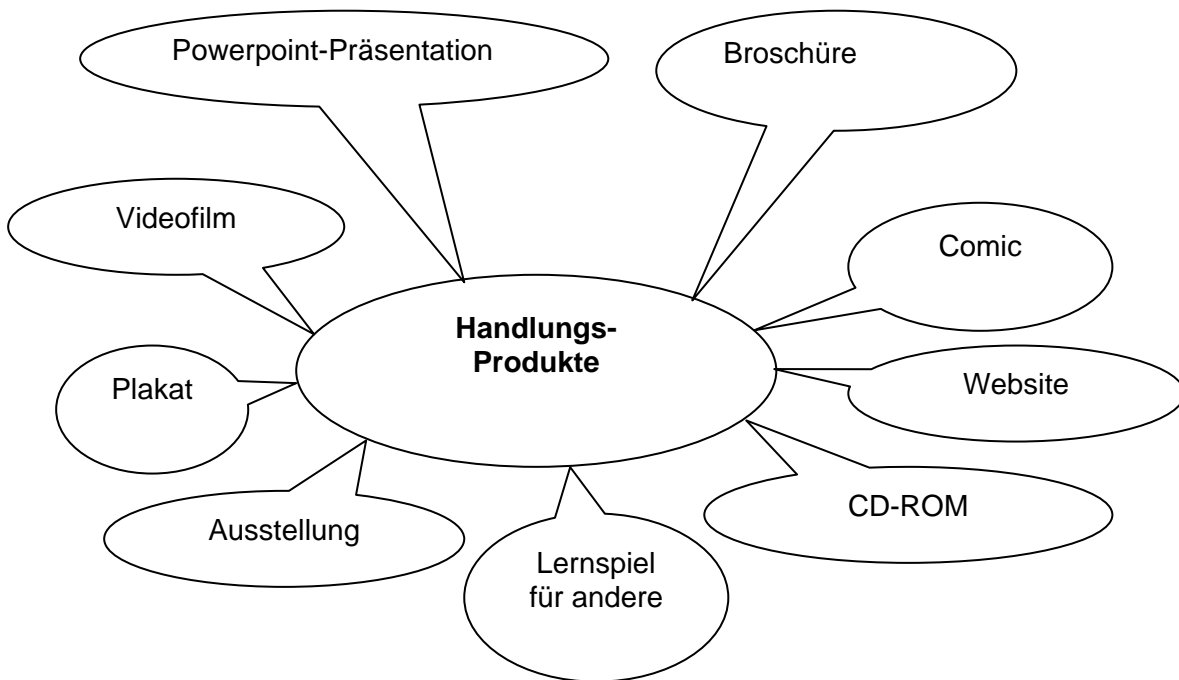 Powerpoint-Präsentation
Broschüre
Videofilm
Comic
Handlungs-
Produkte
Plakat
Website
CD-ROM
Ausstellung
Lernspiel
für andere